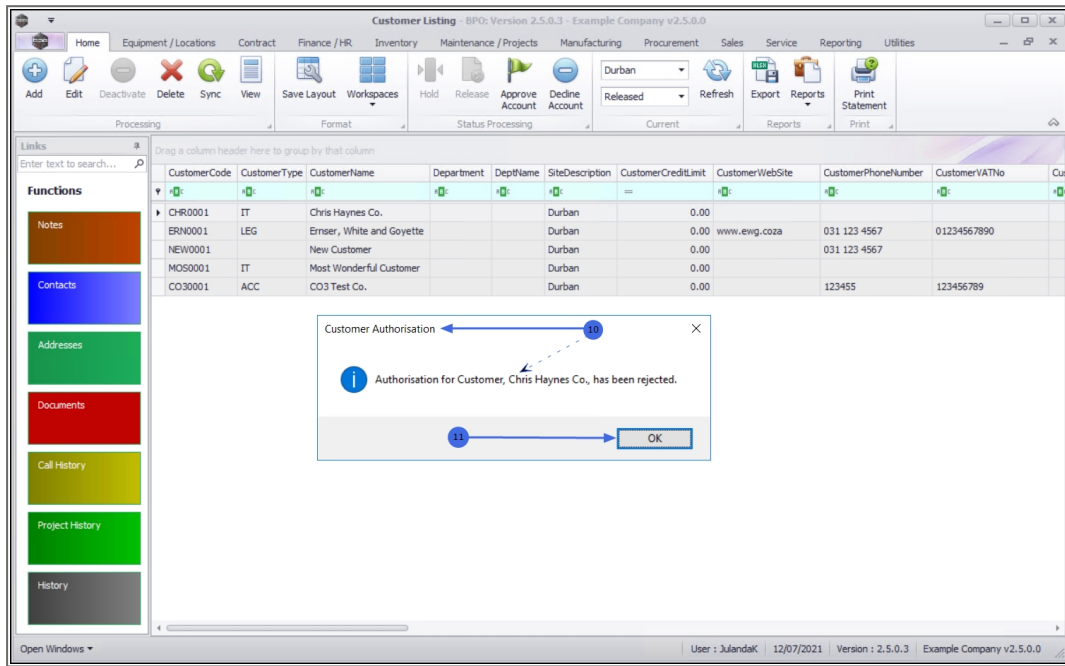 Customer Listing - BPO: Version 2.5.0.3 - Example Company v2.5.0.0
Home Equipment / Locations Contract Finance / HR Inventory Maintenance / Projects Manufacturing Procurement Sales Service Reporting Utilities
Add Edit Deactivate Delete Sync View Save Layout Workspaces Hold Release Approve Account Decline Account Durban Released Refresh Export Reports Print Statement
Processing Format Status Processing Current Reports Print
Links
Enter text to search...
Drag a column header here to group by that column
CustomerCode CustomerType CustomerName Department DeptName SiteDescription CustomerCreditLimit CustomerWebSite CustomerPhoneNumber CustomerVATNo Cus
CHR0001 IT Chris Haynes Co. Durban 0.00
ERN0001 LEG Ernser, White and Goyette Durban 0.00 www.ewg.coza 031 123 4567 01234567890
NEW0001 New Customer Durban 0.00 031 123 4567
MOS0001 IT Most Wonderful Customer Durban 0.00
CO30001 ACC CO3 Test Co. Durban 0.00 123455 123456789
Functions
Notes
Contacts
Addresses
Documents
Call History
Project History
History
Customer Authorisation 10
Authorisation for Customer, Chris Haynes Co., has been rejected.
11 OK
Open Windows User : JulandaK 12/07/2021 Version : 2.5.0.3 Example Company v2.5.0.0